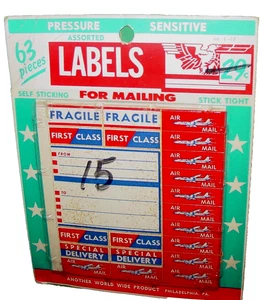 PRESSURE SENSITIVE
ASSORTED
63 pieces
LABELS
29¢
SELF STICKING
FOR MAILING
STICK TIGHT
FRAGILE FRAGILE
FIRST CLASS FIRST CLASS
FROM
15
TO
FIRST CLASS FIRST CLASS
SPECIAL DELIVERY SPECIAL DELIVERY
AIR MAIL AIR MAIL
AIR MAIL
AIR MAIL
AIR MAIL
AIR MAIL
AIR MAIL
AIR MAIL
AIR MAIL
AIR MAIL
AIR MAIL
AIR MAIL
ANOTHER WORLD WIDE PRODUCT PHILADELPHIA, PA.